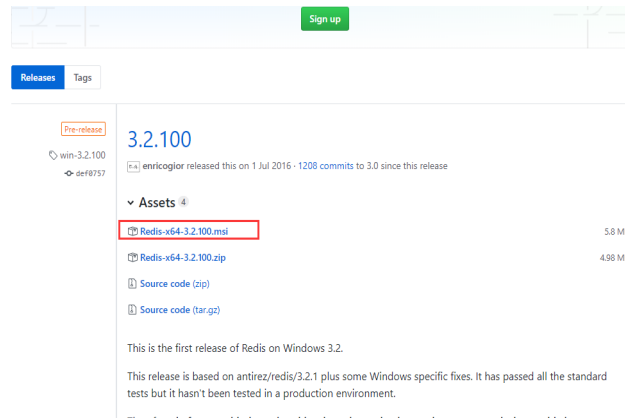 Sign up
Releases Tags
Pre-release
win-3.2.100
def0757
3.2.100
enricogior released this on 1 Jul 2016 · 1208 commits to 3.0 since this release
Assets 4
Redis-x64-3.2.100.msi 5.8 M
Redis-x64-3.2.100.zip 4.98 M
Source code (zip)
Source code (tar.gz)
This is the first release of Redis on Windows 3.2.
This release is based on antirez/redis/3.2.1 plus some Windows specific fixes. It has passed all the standard
tests but it hasn't been tested in a production environment.